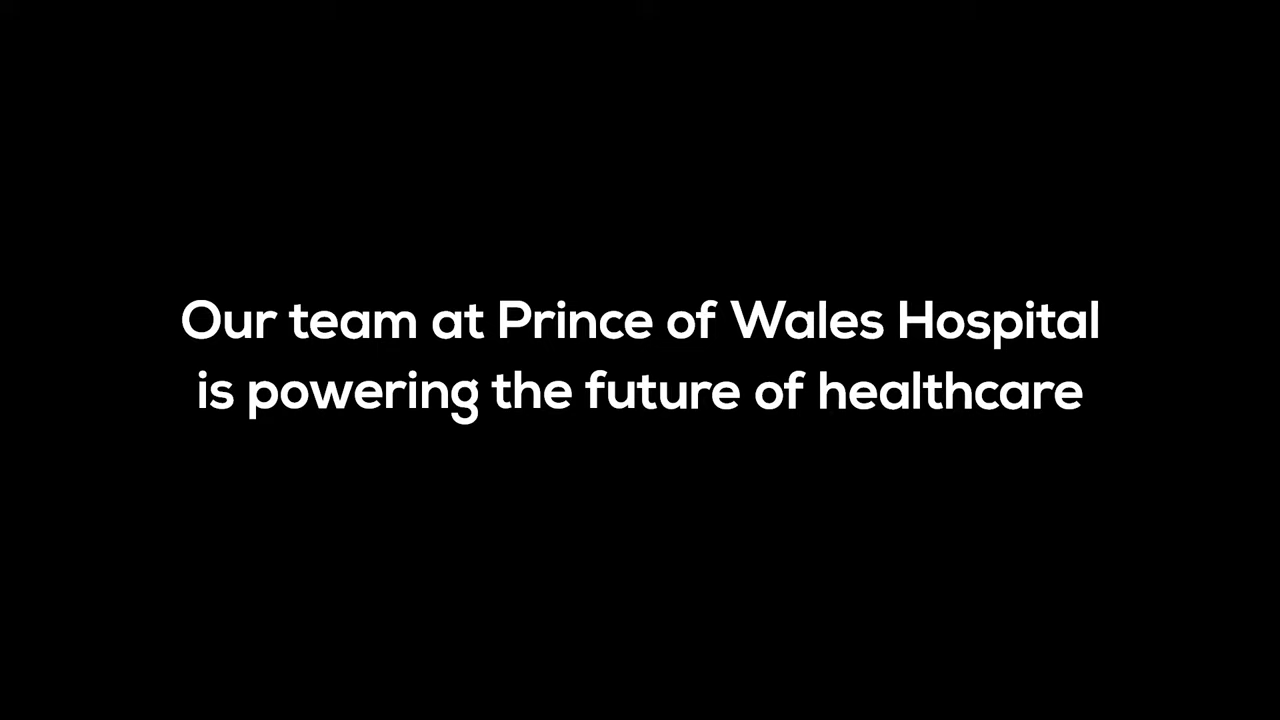 Our team at Prince of Wales Hospital
is powering the future of healthcare